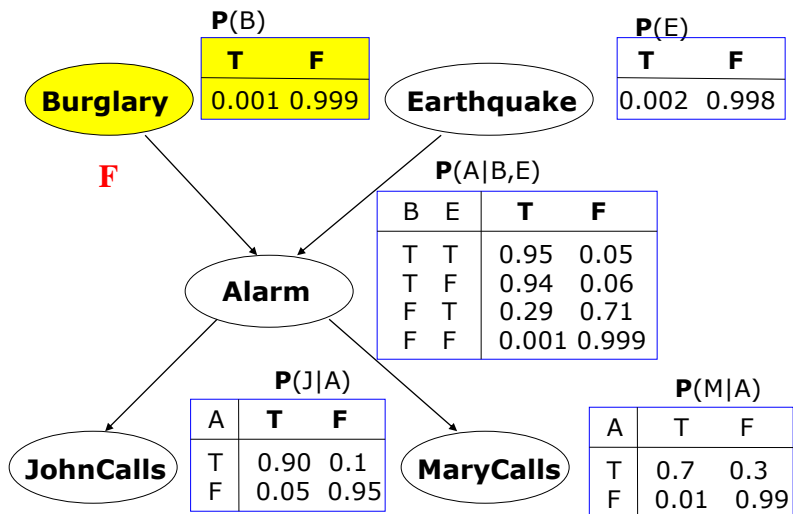 P(B)
T F
0.001 0.999
Burglary
P(E)
T F
0.002 0.998
Earthquake
F
P(A|B,E)
B E T F
T T 0.95 0.05
T F 0.94 0.06
F T 0.29 0.71
F F 0.001 0.999
Alarm
P(J|A)
A T F
T 0.90 0.1
F 0.05 0.95
JohnCalls
P(M|A)
A T F
T 0.7 0.3
F 0.01 0.99
MaryCalls